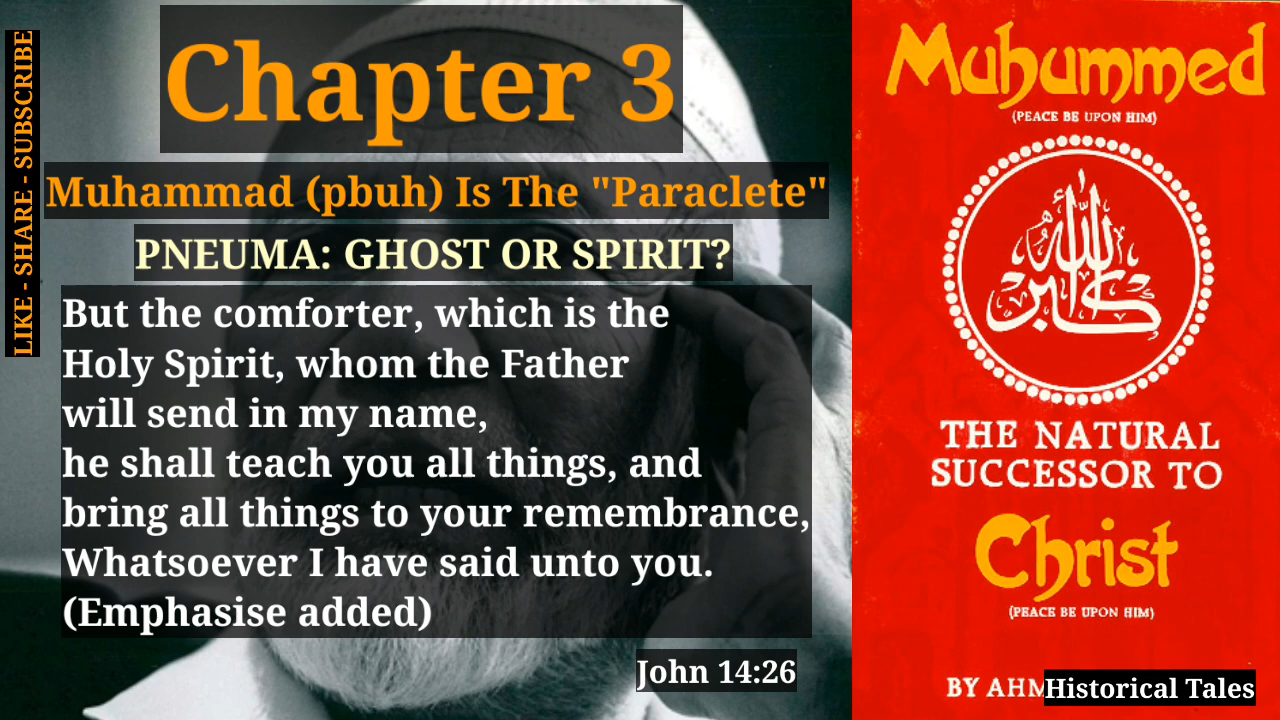 LIKE - SHARE - SUBSCRIBE
Chapter 3
Muhammad (pbuh) Is The "Paraclete"
PNEUMA: GHOST OR SPIRIT?
But the comforter, which is the
Holy Spirit, whom the Father
will send in my name,
he shall teach you all things, and
bring all things to your remembrance,
Whatsoever I have said unto you.
(Emphasise added)
John 14:26
Muhummed
(PEACE BE UPON HIM)
الله
اكبر
THE NATURAL
SUCCESSOR TO
Christ
(PEACE BE UPON HIM)
BY
Historical Tales